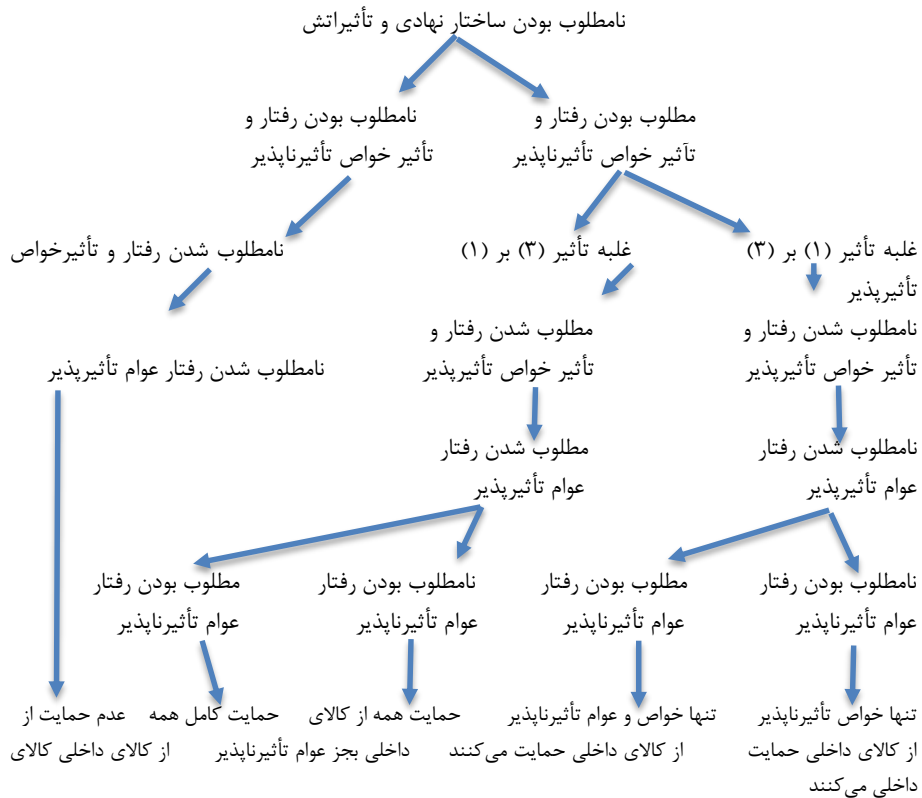 نامطلوب بودن ساختار نهادی و تأثیراتش
مطلوب بودن رفتار و
تآثیر خواص تأثیرناپذیر
نامطلوب بودن رفتار و
تأثیر خواص تأثیرناپذیر
غلبه تأثیر (۱) بر (۳)
تأثیرپذیر
غلبه تأثیر (۳) بر (۱)
نامطلوب شدن رفتار و تأثیرخواص
نامطلوب شدن رفتار و
تأثیر خواص تأثیرپذیر
مطلوب شدن رفتار و
تأثیر خواص تأثیرپذیر
نامطلوب شدن رفتار عوام تأثیرپذیر
نامطلوب شدن رفتار
عوام تأثیرپذیر
مطلوب شدن رفتار
عوام تأثیرپذیر
نامطلوب بودن رفتار
عوام تأثیرناپذیر
مطلوب بودن رفتار
عوام تأثیرناپذیر
نامطلوب بودن رفتار
عوام تأثیرناپذیر
مطلوب بودن رفتار
عوام تأثیرناپذیر
تنها خواص تأثیرناپذیر
از کالای داخلی حمایت
داخلی می‌کنند
تنها خواص و عوام تأثیرناپذیر
از کالای داخلی حمایت می‌کنند
حمایت همه از کالای
داخلی بجز عوام تأثیرناپذیر
حمایت کامل همه
از کالای داخلی
عدم حمایت از
کالای